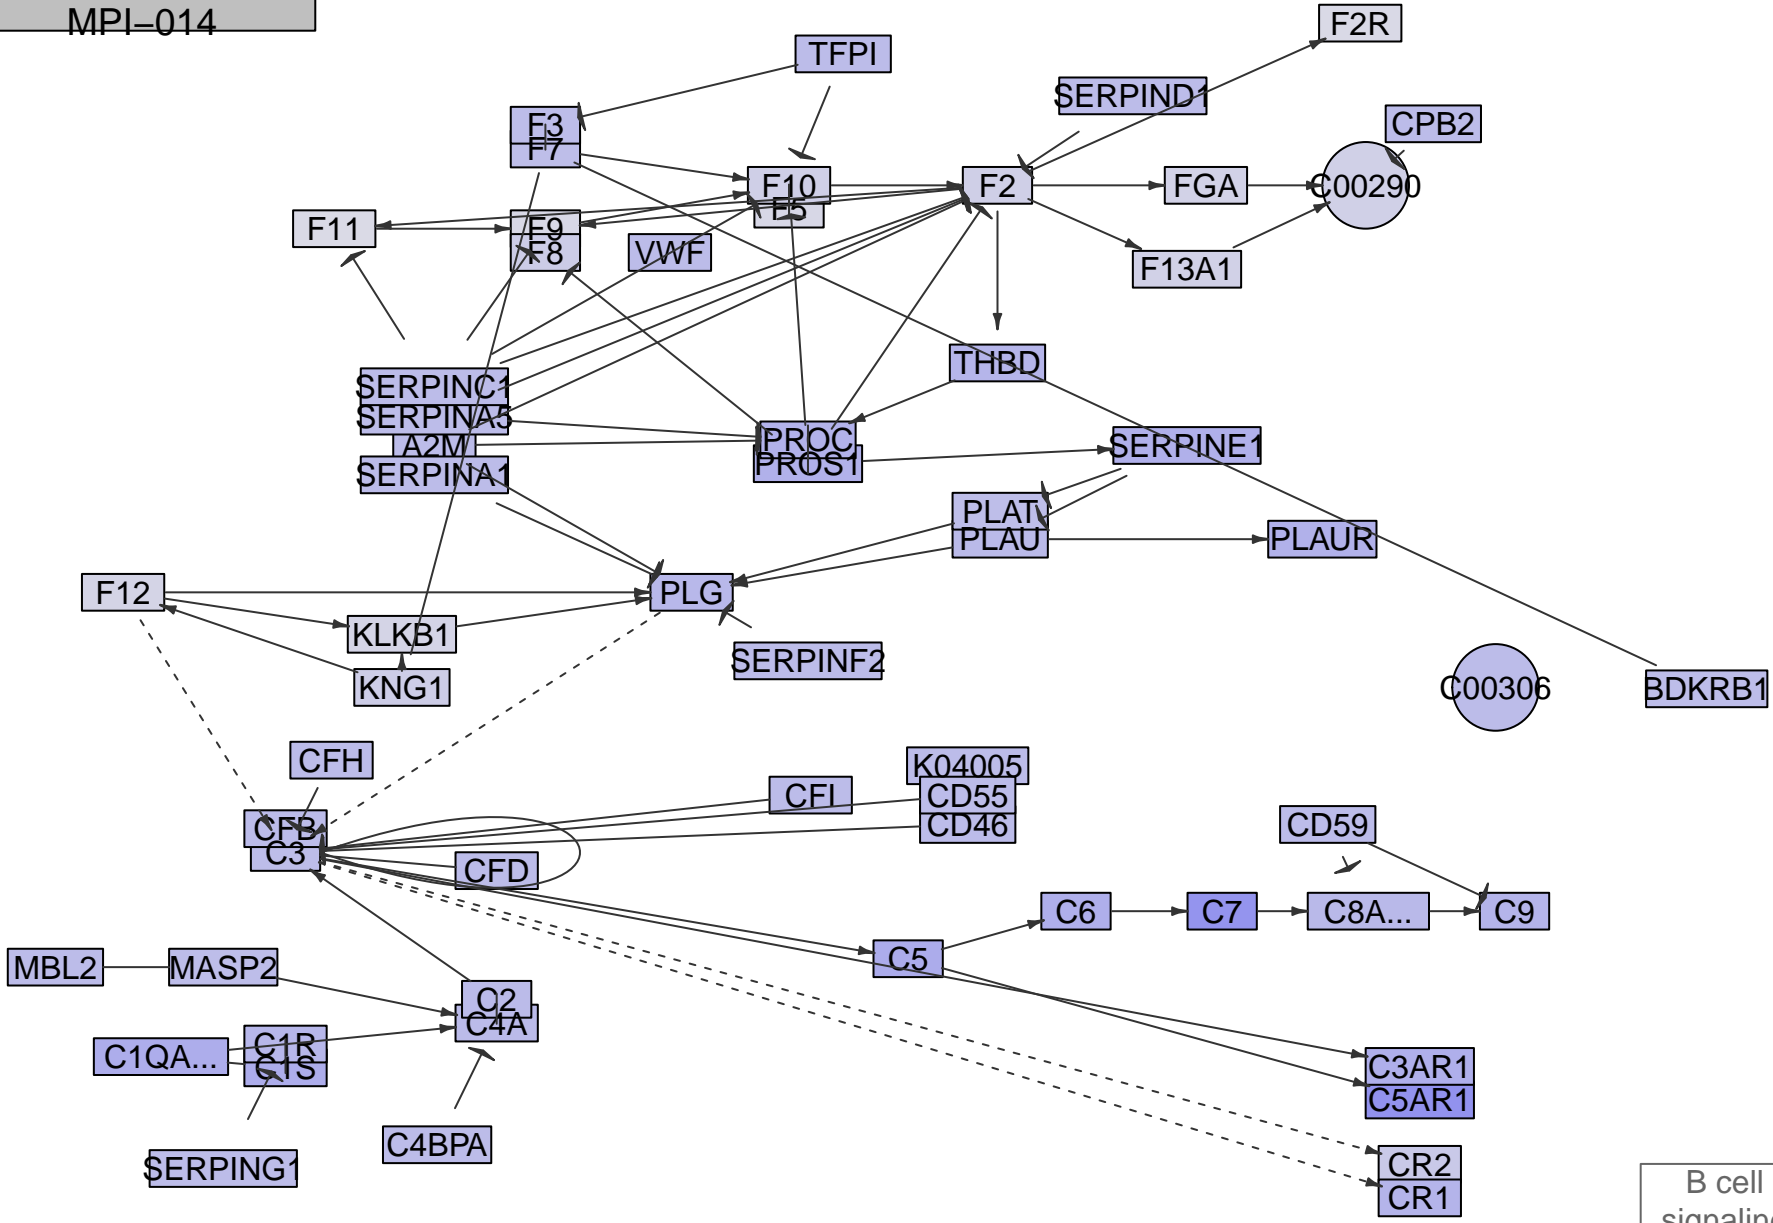 MPI−014
F2R
TFPI
SERPIND1
CPB2
F3
F7
F10
F5
F2
FGA
C00290
F11
F9
F8
VWF
F13A1
THBD
SERPINC1
SERPINA5
A2M
SERPINA1
PROC
PROS1
SERPINE1
PLAT
PLAU
PLAUR
F12
PLG
KLKB1
SERPINF2
KNG1
C00306
BDKRB1
CFH
K04005
CFI
CD55
CD46
CFB
C3
CD59
CFD
C6
C7
C8A...
C9
C5
MBL2
MASP2
C2
C4A
C1QA...
C1R
C1S
C3AR1
C5AR1
C4BPA
SERPING1
CR2
CR1
B cell
signaling